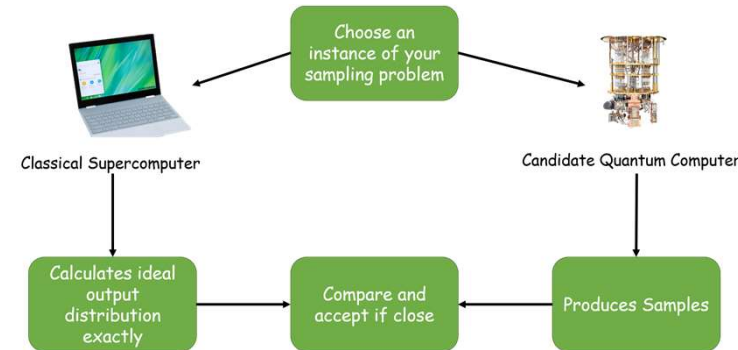 Choose an
instance of your
sampling problem
Classical Supercomputer
Candidate Quantum Computer
Calculates ideal
output
distribution
exactly
Compare and
accept if close
Produces Samples